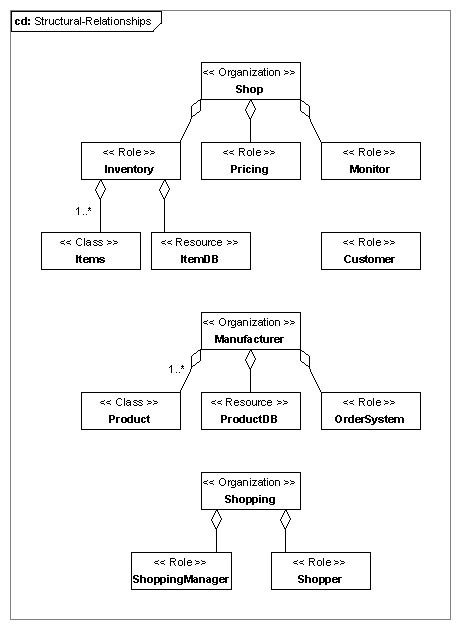 cd: Structural-Relationships
<< Organization >>
Shop
<< Role >>
Inventory
<< Role >>
Pricing
<< Role >>
Monitor
1..*
<< Class >>
Items
<< Resource >>
ItemDB
<< Role >>
Customer
<< Organization >>
Manufacturer
1..*
<< Class >>
Product
<< Resource >>
ProductDB
<< Role >>
OrderSystem
<< Organization >>
Shopping
<< Role >>
ShoppingManager
<< Role >>
Shopper